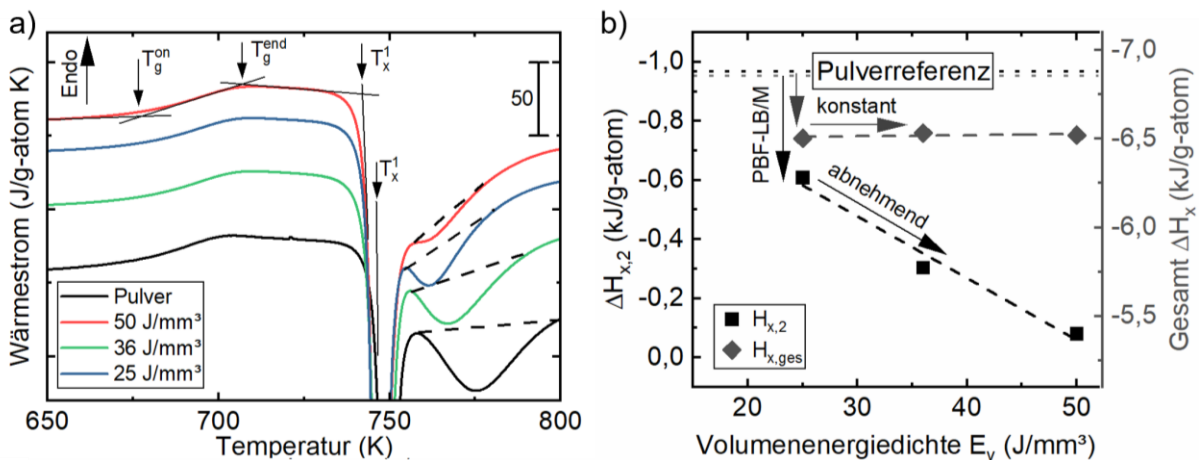 a)
Endo
T_g^on
T_g^end
T_x^1
50
T_x^1
Wärmestrom (J/g-atom K)
Pulver
50 J/mm³
36 J/mm³
25 J/mm³
650 700 750 800
Temperatur (K)
b)
-1,0
-0,8
-0,6
-0,4
-0,2
0,0
ΔH_x,2 (kJ/g-atom)
Pulverreferenz
PBF-LB/M
konstant
abnehmend
H_x,2
H_x,ges
-7,0
-6,5
-6,0
-5,5
Gesamt ΔH_x (kJ/g-atom)
20 30 40 50
Volumenenergiedichte E_v (J/mm³)